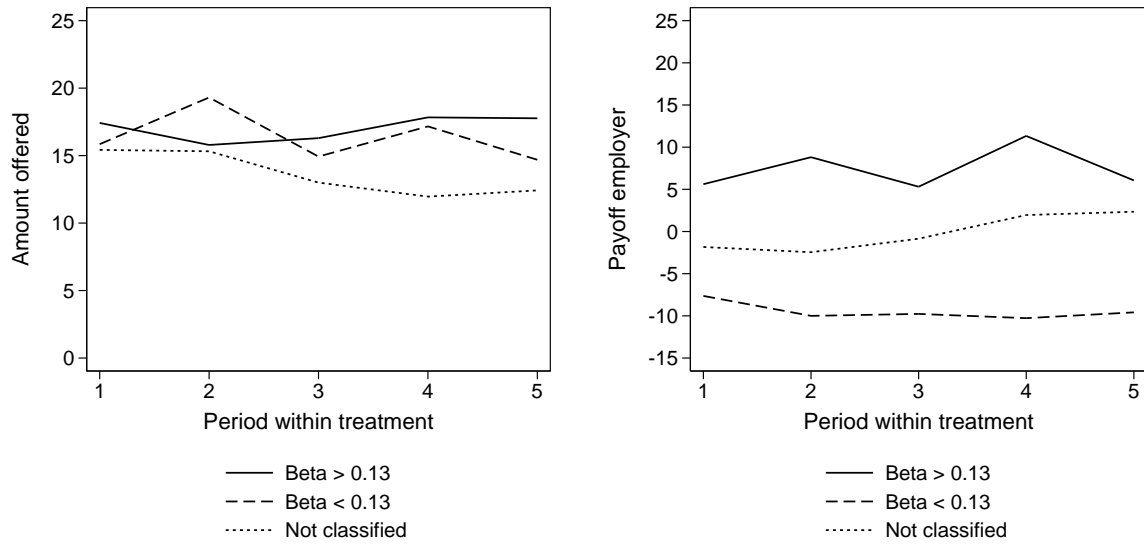 25
20
15
10
5
0
Amount offered
1 2 3 4 5
Period within treatment
Beta > 0.13
Beta < 0.13
Not classified
25
20
15
10
5
0
-5
-10
-15
Payoff employer
1 2 3 4 5
Period within treatment
Beta > 0.13
Beta < 0.13
Not classified